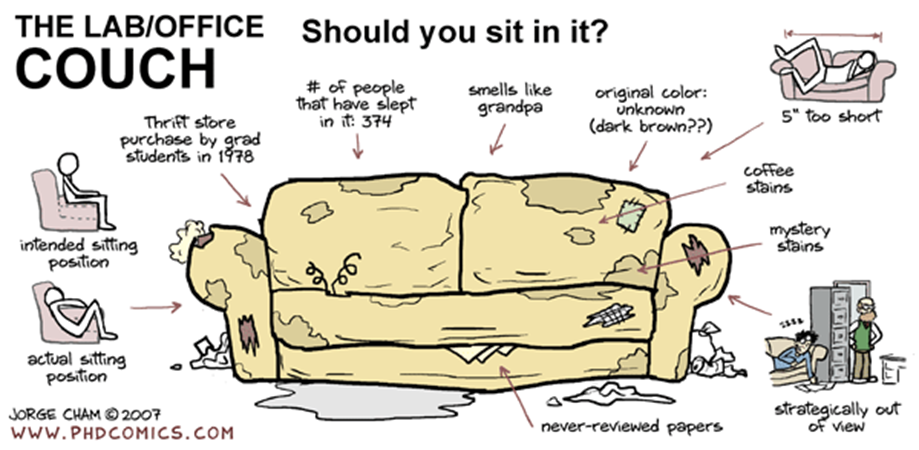 THE LAB/OFFICE
COUCH
Should you sit in it?
Thrift store
purchase by grad
students in 1978
# of people
that have slept
in it: 374
smells like
grandpa
original color:
unknown
(dark brown??)
5" too short
coffee
stains
mystery
stains
intended sitting
position
actual sitting
position
zzzz
strategically out
of view
never-reviewed papers
JORGE CHAM © 2007
WWW.PHDCOMICS.COM